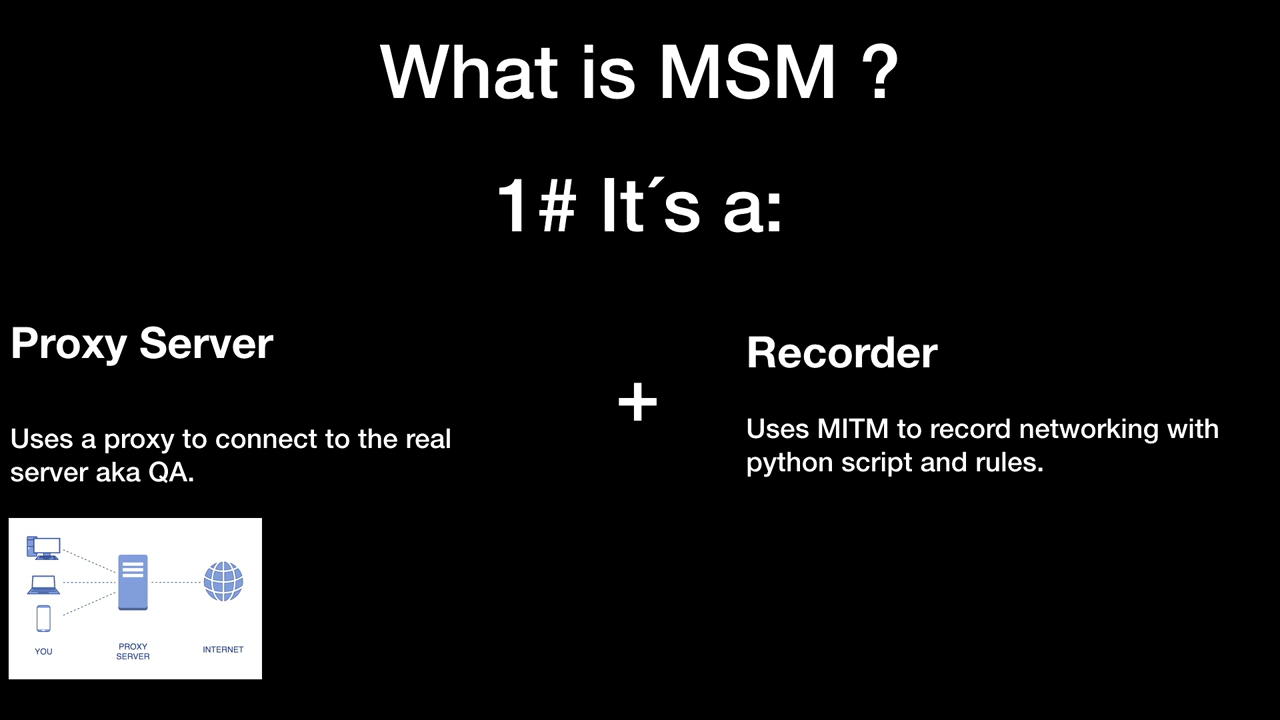 What is MSM ?
1# It´s a:
Proxy Server
Uses a proxy to connect to the real
server aka QA.
+
Recorder
Uses MITM to record networking with
python script and rules.
YOU
PROXY
SERVER
INTERNET